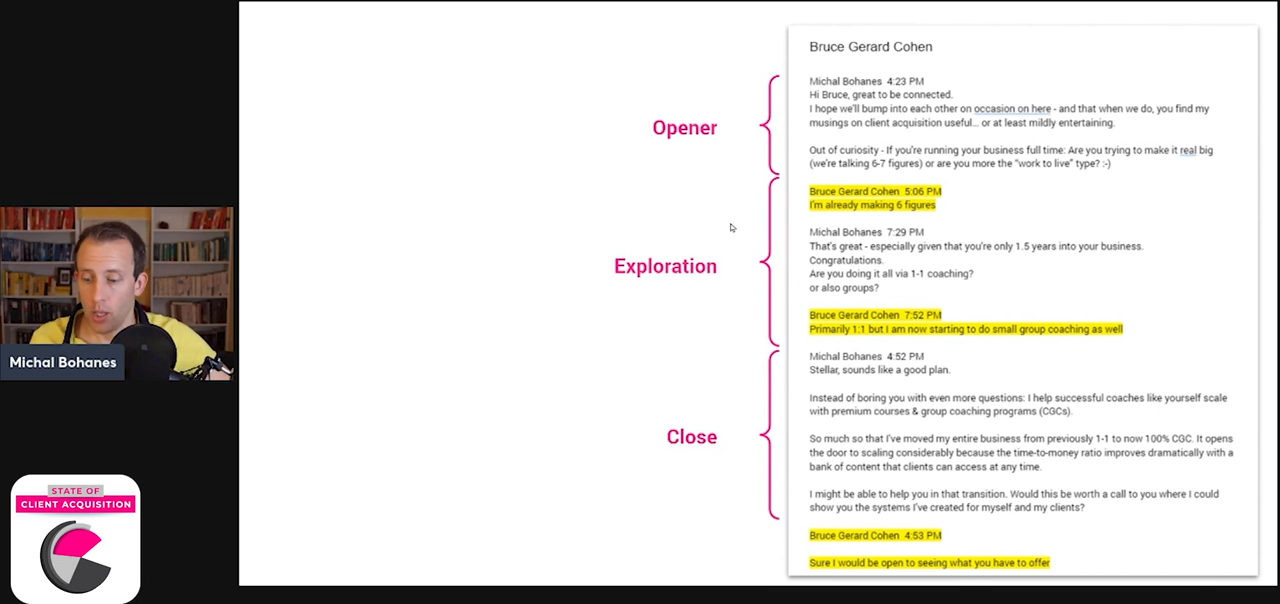 Bruce Gerard Cohen
Michal Bohanes 4:23 PM
Hi Bruce, great to be connected.
I hope we'll bump into each other on occasion on here - and that when we do, you find my
musings on client acquisition useful... or at least mildly entertaining.
Out of curiosity - If you're running your business full time: Are you trying to make it real big
(we're talking 6-7 figures) or are you more the "work to live" type? :-)
Opener
Bruce Gerard Cohen 5:06 PM
I'm already making 6 figures
Michal Bohanes 7:29 PM
That's great - especially given that you're only 1.5 years into your business.
Congratulations.
Are you doing it all via 1-1 coaching?
or also groups?
Bruce Gerard Cohen 7:52 PM
Primarily 1:1 but I am now starting to do small group coaching as well
Exploration
Michal Bohanes 4:52 PM
Stellar, sounds like a good plan.
Instead of boring you with even more questions: I help successful coaches like yourself scale
with premium courses & group coaching programs (CGCs).
So much so that I've moved my entire business from previously 1-1 to now 100% CGC. It opens
the door to scaling considerably because the time-to-money ratio improves dramatically with a
bank of content that clients can access at any time.
I might be able to help you in that transition. Would this be worth a call to you where I could
show you the systems I've created for myself and my clients?
Close
Bruce Gerard Cohen 4:53 PM
Sure I would be open to seeing what you have to offer
Michal Bohanes
STATE OF
CLIENT ACQUISITION